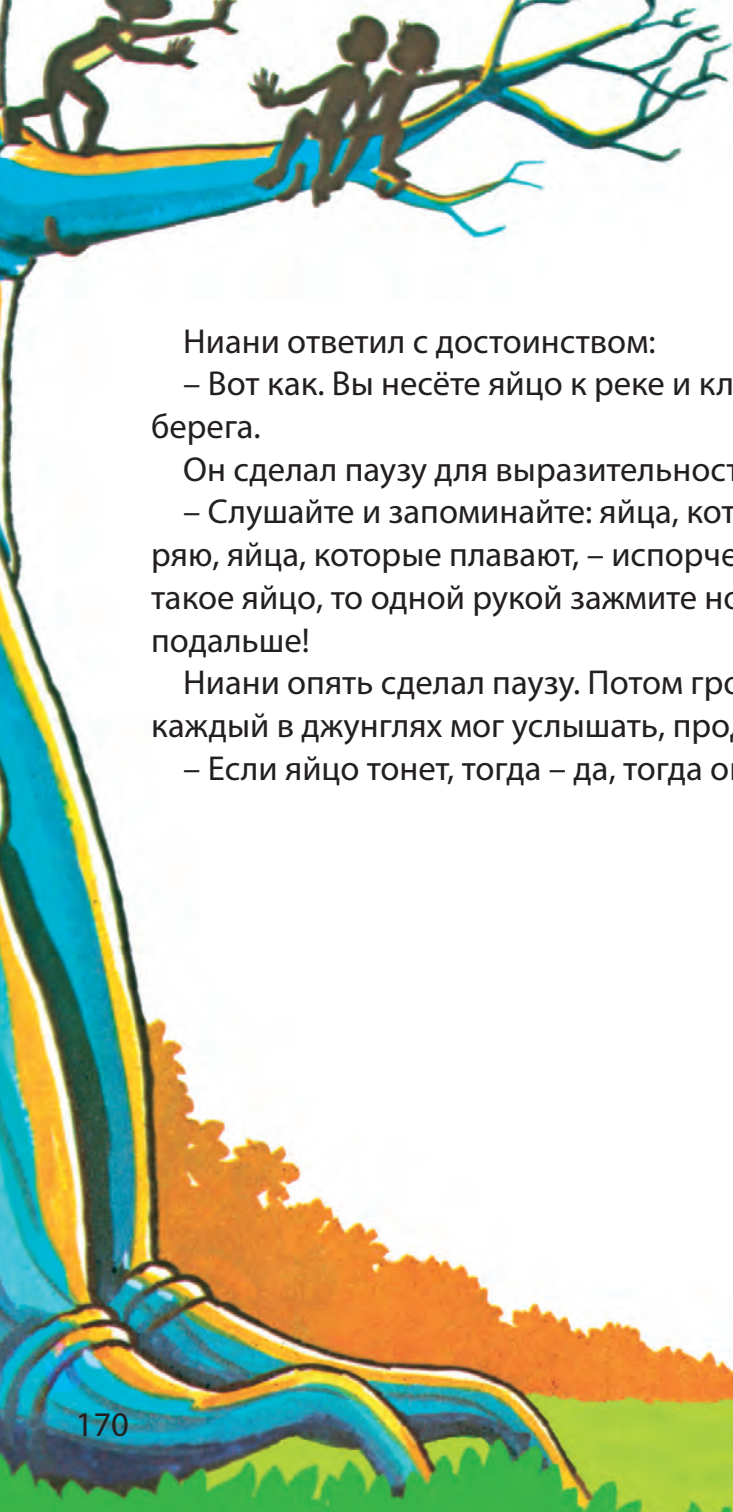 Ниани ответил с достоинством:
– Вот как. Вы несёте яйцо к реке и кл
берега.
Он сделал паузу для выразительност
– Слушайте и запоминайте: яйца, кот
ряю, яйца, которые плавают, – испорче
такое яйцо, то одной рукой зажмите но
подальше!
Ниани опять сделал паузу. Потом гро
каждый в джунглях мог услышать, прод
– Если яйцо тонет, тогда – да, тогда он
170